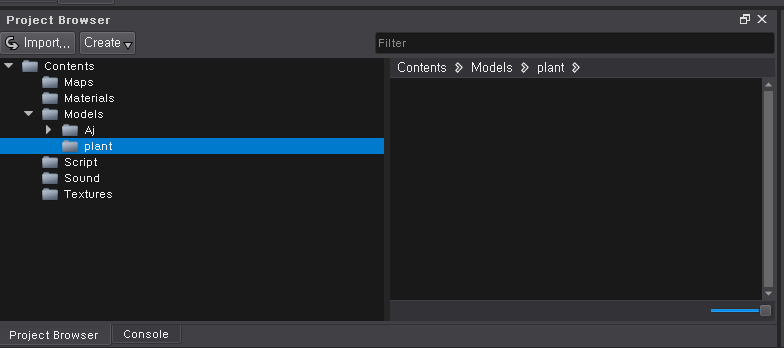 Project Browser
Import... Create
Filter
Contents
Maps
Materials
Models
Aj
plant
Script
Sound
Textures
Contents Models plant
Project Browser Console